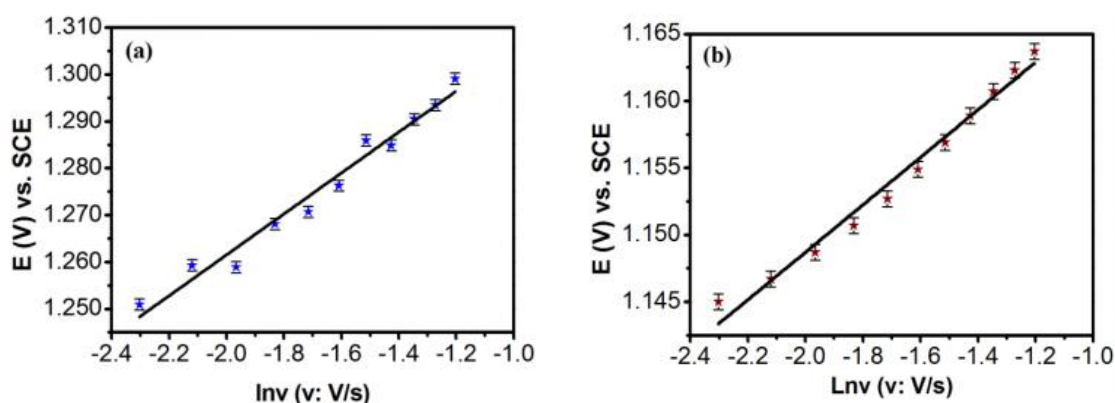 (a)
E (V) vs. SCE
1.310
1.300
1.290
1.280
1.270
1.260
1.250
-2.4 -2.2 -2.0 -1.8 -1.6 -1.4 -1.2 -1.0
lnv (v: V/s)
(b)
E (V) vs. SCE
1.165
1.160
1.155
1.150
1.145
-2.4 -2.2 -2.0 -1.8 -1.6 -1.4 -1.2 -1.0
Lnv (v: V/s)